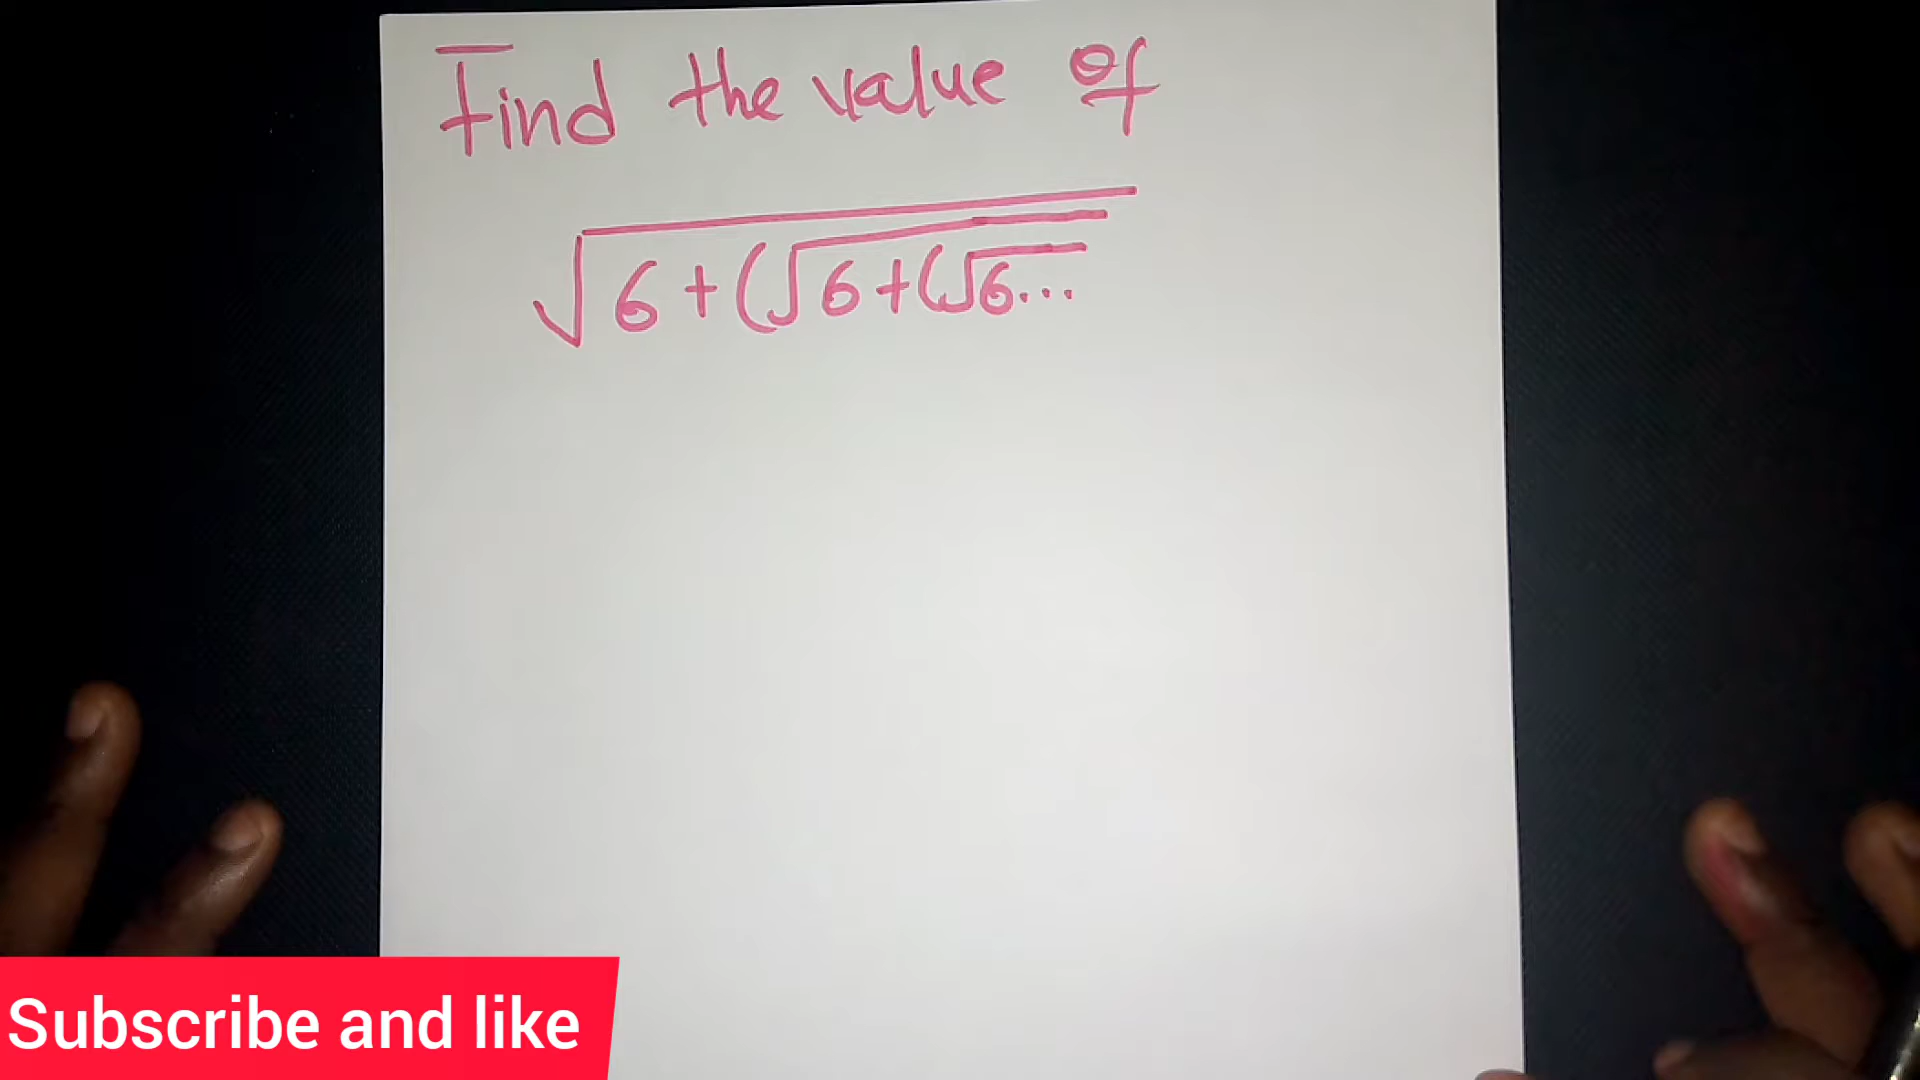 Find the value of
√6+(√6+(√6...
Subscribe and like